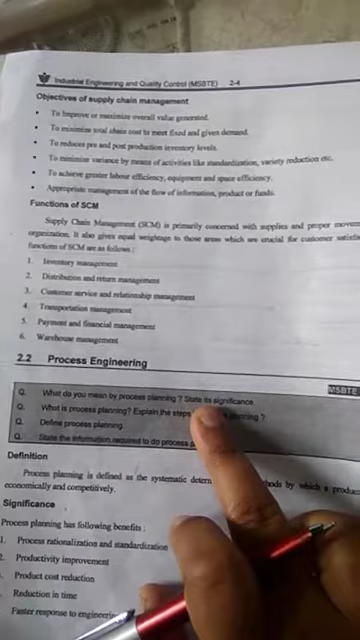 Industrial Engineering and Quality Control (MSBTE) 2-4
Objectives of supply chain management
• To improve or maximize overall value generated.
• To minimize total chain cost to meet fixed and given demand.
• To reduces pre and post production inventory levels.
• To minimize variance by means of activities like standardization, variety reduction etc.
• To achieve greater labour efficiency, equipment and space efficiency.
• Appropriate management of the flow of information, product or funds.
Functions of SCM
Supply Chain Management (SCM) is primarily concerned with supplies and proper
organization. It also gives equal weightage to those areas which are crucial for customer
functions of SCM are as follows :
1. Inventory management
2. Distribution and return management
3. Customer service and relationship management
4. Transportation management
5. Payment and financial management
6. Warehouse management
2.2 Process Engineering
MSBTE
Q. What do you mean by process planning ? State its significance.
Q. What is process planning? Explain the steps planning ?
Q. Define process planning.
Q. State the information required to do process
Definition
Process planning is defined as the systematic by which a
economically and competitively.
Significance
Process planning has following benefits :
1. Process rationalization and standardization
2. Productivity improvement
Product cost reduction
Reduction in time
Faster response to